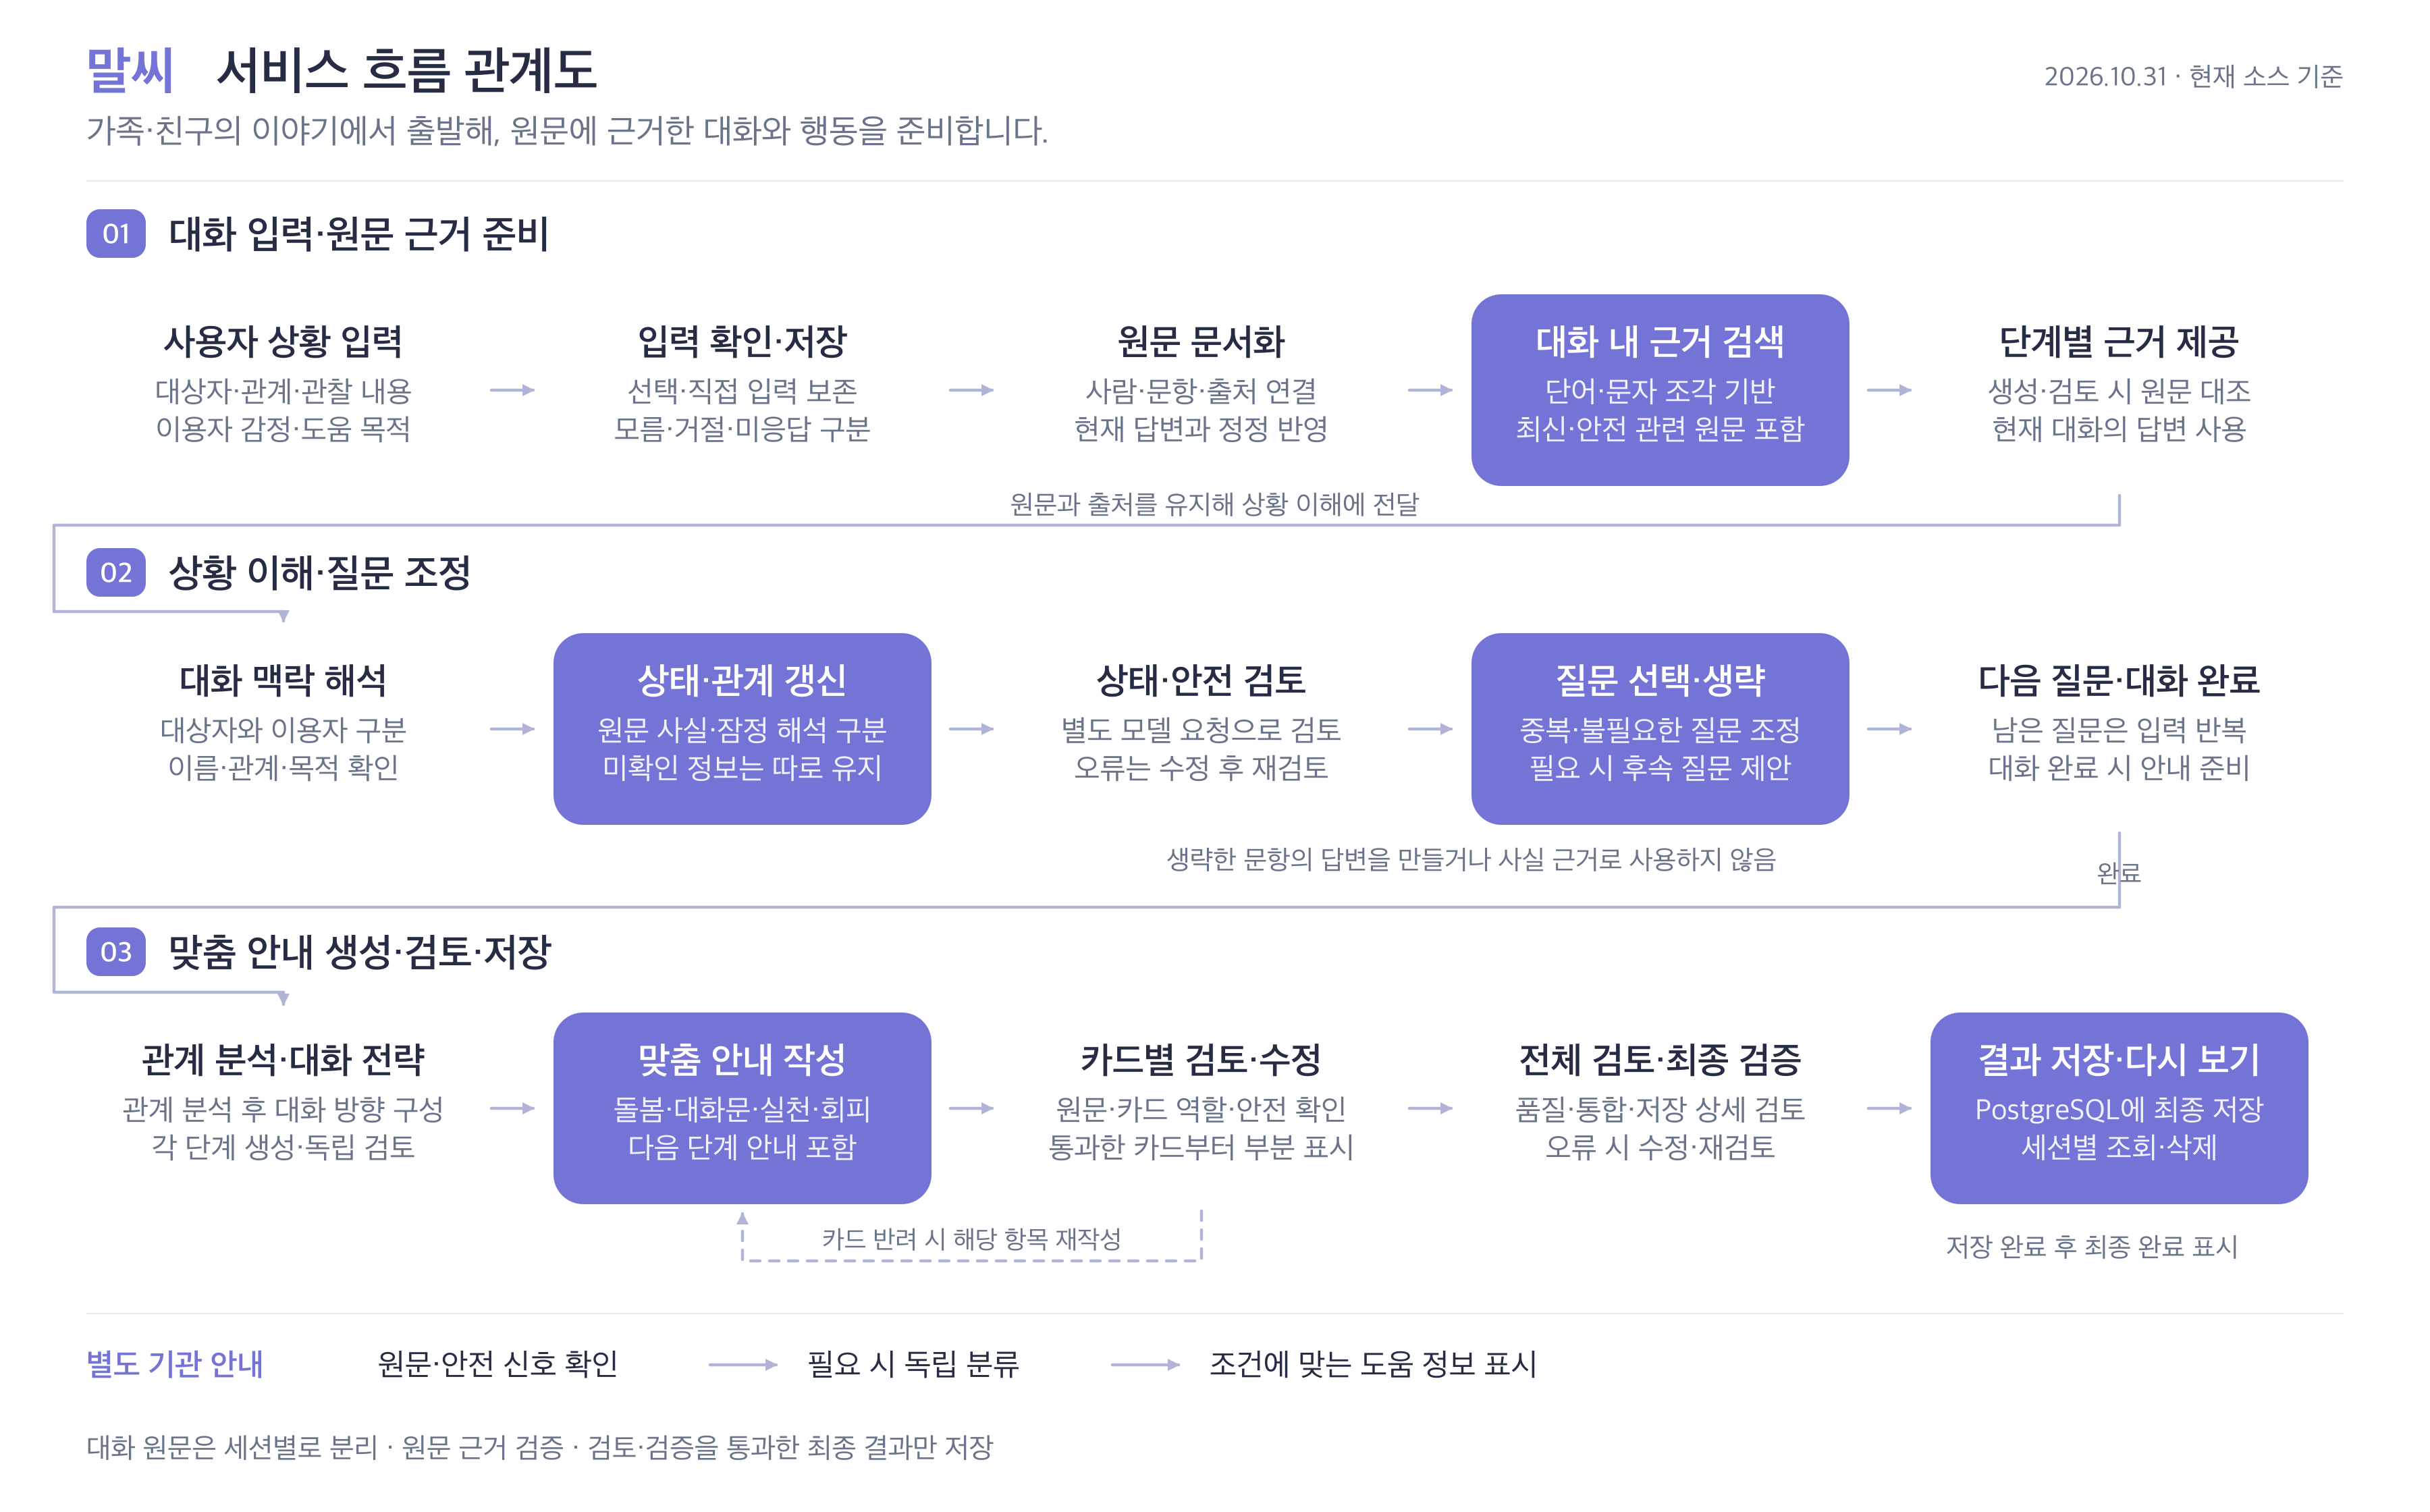 말씨 서비스 흐름 관계도
2026.10.31 · 현재 소스 기준
가족·친구의 이야기에서 출발해, 원문에 근거한 대화와 행동을 준비합니다.
01 대화 입력·원문 근거 준비
사용자 상황 입력
대상자·관계·관찰 내용
이용자 감정·도움 목적
입력 확인·저장
선택·직접 입력 보존
모름·거절·미응답 구분
원문 문서화
사람·문항·출처 연결
현재 답변과 정정 반영
대화 내 근거 검색
단어·문자 조각 기반
최신·안전 관련 원문 포함
단계별 근거 제공
생성·검토 시 원문 대조
현재 대화의 답변 사용
원문과 출처를 유지해 상황 이해에 전달
02 상황 이해·질문 조정
대화 맥락 해석
대상자와 이용자 구분
이름·관계·목적 확인
상태·관계 갱신
원문 사실·잠정 해석 구분
미확인 정보는 따로 유지
상태·안전 검토
별도 모델 요청으로 검토
오류는 수정 후 재검토
질문 선택·생략
중복·불필요한 질문 조정
필요 시 후속 질문 제안
다음 질문·대화 완료
남은 질문은 입력 반복
대화 완료 시 안내 준비
생략한 문항의 답변을 만들거나 사실 근거로 사용하지 않음
완료
03 맞춤 안내 생성·검토·저장
관계 분석·대화 전략
관계 분석 후 대화 방향 구성
각 단계 생성·독립 검토
맞춤 안내 작성
돌봄·대화문·실천·회피
다음 단계 안내 포함
카드별 검토·수정
원문·카드 역할·안전 확인
통과한 카드부터 부분 표시
전체 검토·최종 검증
품질·통합·저장 상세 검토
오류 시 수정·재검토
결과 저장·다시 보기
PostgreSQL에 최종 저장
세션별 조회·삭제
카드 반려 시 해당 항목 재작성
저장 완료 후 최종 완료 표시
별도 기관 안내 원문·안전 신호 확인 필요 시 독립 분류 조건에 맞는 도움 정보 표시
대화 원문은 세션별로 분리 · 원문 근거 검증 · 검토·검증을 통과한 최종 결과만 저장